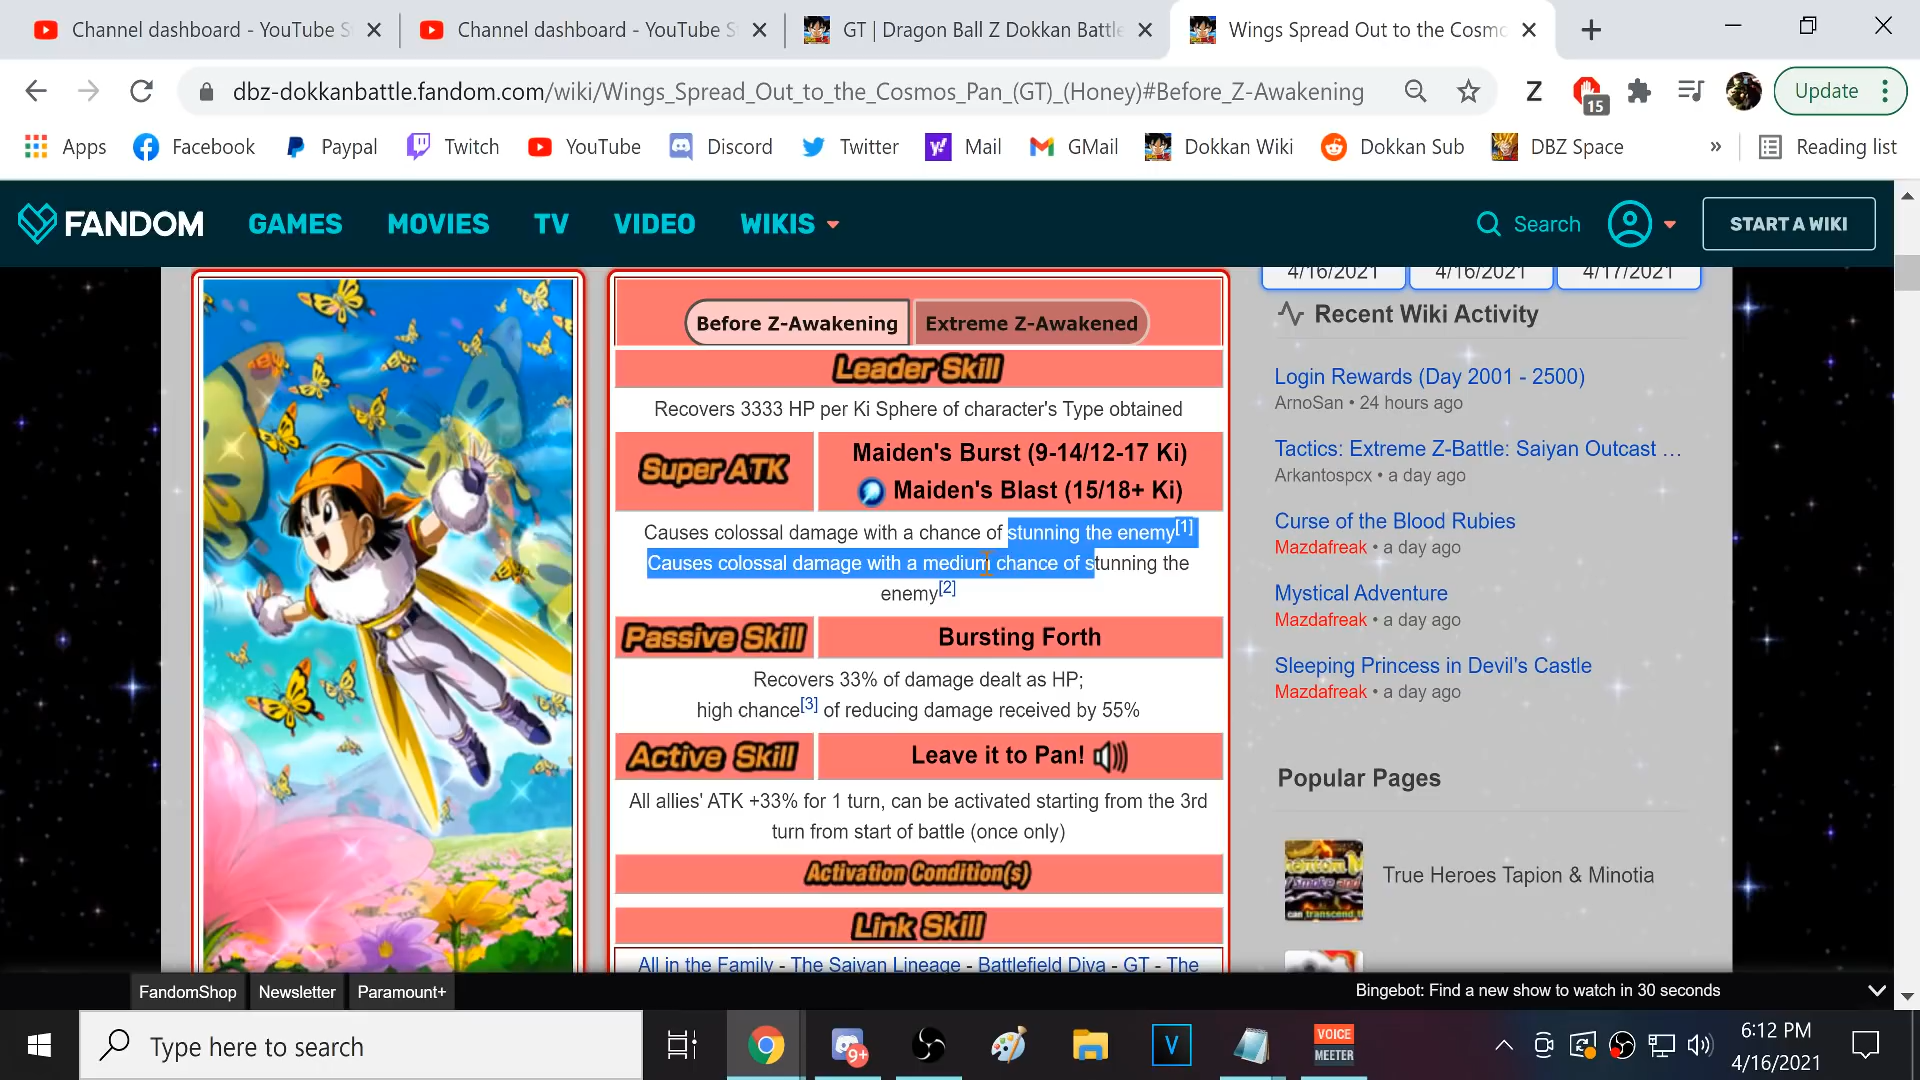 Channel dashboard - YouTube S
Channel dashboard - YouTube S
GT | Dragon Ball Z Dokkan Battle
Wings Spread Out to the Cosmo
dbz-dokkanbattle.fandom.com/wiki/Wings_Spread_Out_to_the_Cosmos_Pan_(GT)_(Honey)#Before_Z-Awakening
Z
15
Update
Apps
Facebook
Paypal
Twitch
YouTube
Discord
Twitter
Mail
GMail
Dokkan Wiki
Dokkan Sub
DBZ Space
»
Reading list
FANDOM
GAMES
MOVIES
TV
VIDEO
WIKIS
Search
START A WIKI
4/16/2021
4/16/2021
4/17/2021
Before Z-Awakening
Extreme Z-Awakened
Leader Skill
Recovers 3333 HP per Ki Sphere of character's Type obtained
Super ATK
Maiden's Burst (9-14/12-17 Ki)
Maiden's Blast (15/18+ Ki)
Causes colossal damage with a chance of stunning the enemy[1]
Causes colossal damage with a medium chance of stunning the
enemy[2]
Passive Skill
Bursting Forth
Recovers 33% of damage dealt as HP;
high chance[3] of reducing damage received by 55%
Active Skill
Leave it to Pan!
All allies' ATK +33% for 1 turn, can be activated starting from the 3rd
turn from start of battle (once only)
Activation Condition(s)
Link Skill
All in the Family - The Saiyan Lineage - Battlefield Diva - GT - The
Recent Wiki Activity
Login Rewards (Day 2001 - 2500)
ArnoSan • 24 hours ago
Tactics: Extreme Z-Battle: Saiyan Outcast ...
Arkantospcx • a day ago
Curse of the Blood Rubies
Mazdafreak • a day ago
Mystical Adventure
Mazdafreak • a day ago
Sleeping Princess in Devil's Castle
Mazdafreak • a day ago
Popular Pages
can transcend
True Heroes Tapion & Minotia
FandomShop
Newsletter
Paramount+
Bingebot: Find a new show to watch in 30 seconds
Type here to search
9+
V
VOICE
MEETER
6:12 PM
4/16/2021